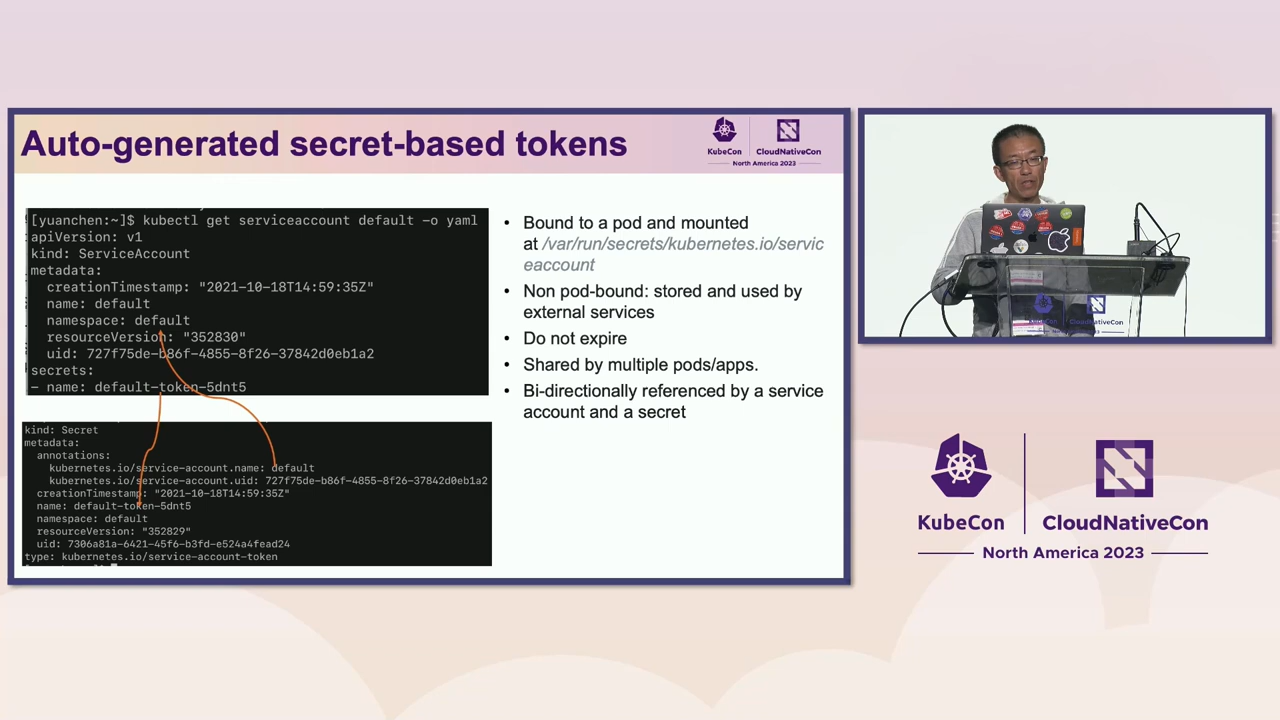 Auto-generated secret-based tokens
KubeCon
CloudNativeCon
North America 2023
[yuanchen:~]$ kubectl get serviceaccount default -o yaml
apiVersion: v1
kind: ServiceAccount
metadata:
creationTimestamp: "2021-10-18T14:59:35Z"
name: default
namespace: default
resourceVersion: "352830"
uid: 727f75de-b86f-4855-8f26-37842d0eb1a2
secrets:
- name: default-token-5dnt5
kind: Secret
metadata:
annotations:
kubernetes.io/service-account.name: default
kubernetes.io/service-account.uid: 727f75de-b86f-4855-8f26-37842d0eb1a2
creationTimestamp: "2021-10-18T14:59:35Z"
name: default-token-5dnt5
namespace: default
resourceVersion: "352829"
uid: 7306a81a-6421-45f6-b3fd-e524a4fead24
type: kubernetes.io/service-account-token
• Bound to a pod and mounted
at /var/run/secrets/kubernetes.io/servic
eaccount
• Non pod-bound: stored and used by
external services
• Do not expire
• Shared by multiple pods/apps.
• Bi-directionally referenced by a service
account and a secret
KubeCon
CloudNativeCon
North America 2023